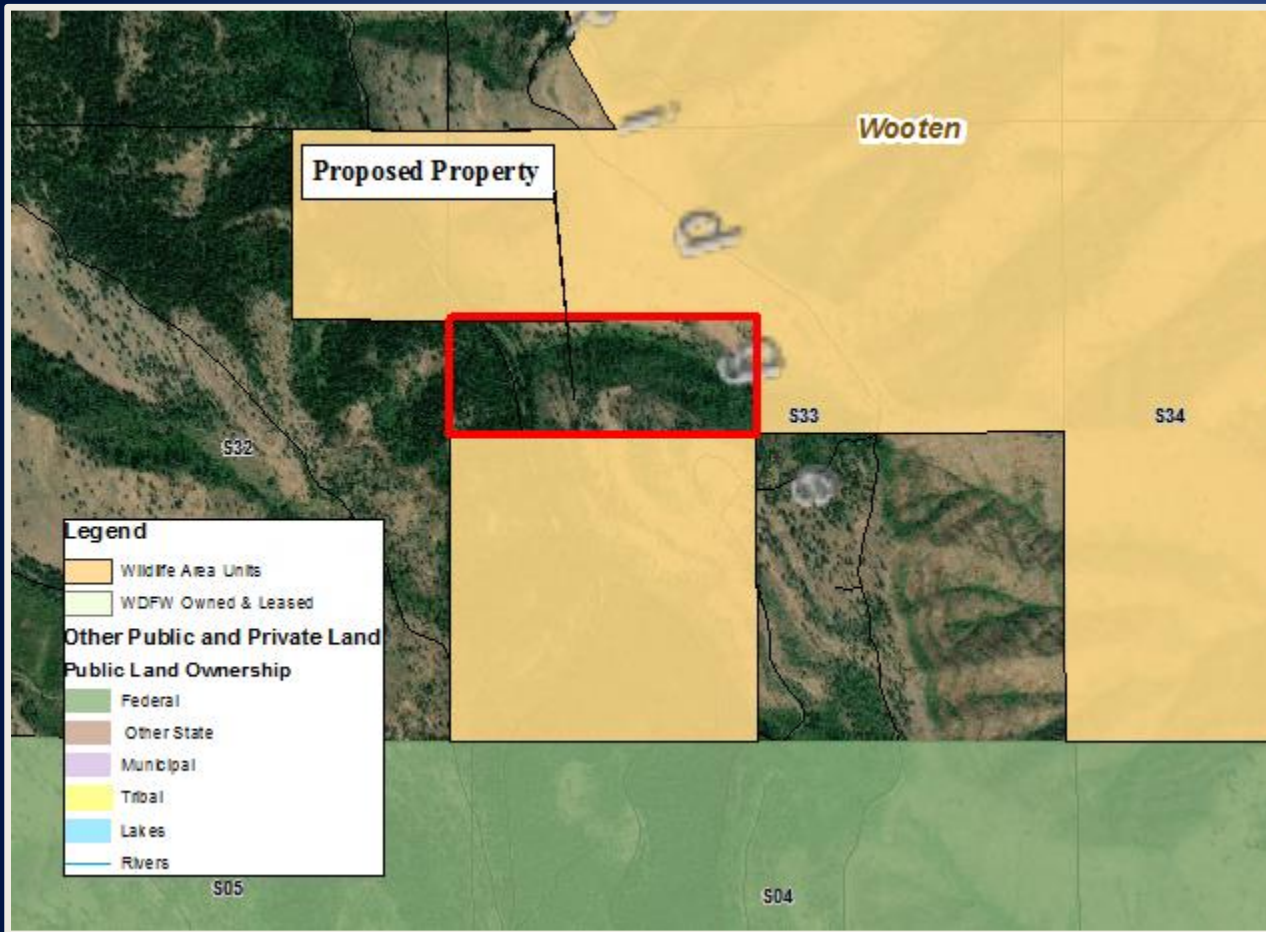 Wooten
Proposed Property
S33
S34
S32
Legend
Wildlife Area Units
WDFW Owned & Leased
Other Public and Private Land
Public Land Ownership
Federal
Other State
Municipal
Tribal
Lakes
Rivers
S05
S04